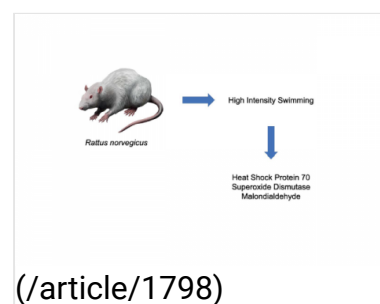 High Intensity Swimming
Rattus norvegicus
Heat Shock Protein 70
Superoxide Dismutase
Malondialdehyde
(/article/1798)